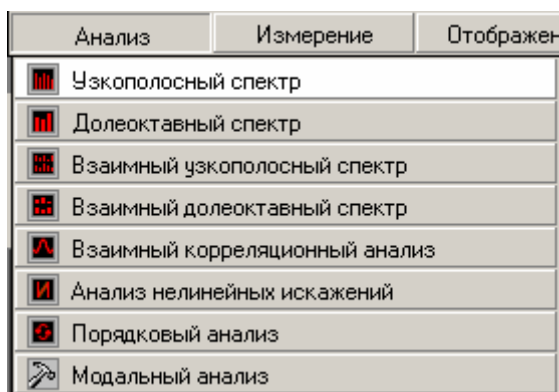 Анализ Измерение Отображен
Узкополосный спектр
Долеоктавный спектр
Взаимный узкополосный спектр
Взаимный долеоктавный спектр
Взаимный корреляционный анализ
Анализ нелинейных искажений
Порядковый анализ
Модальный анализ